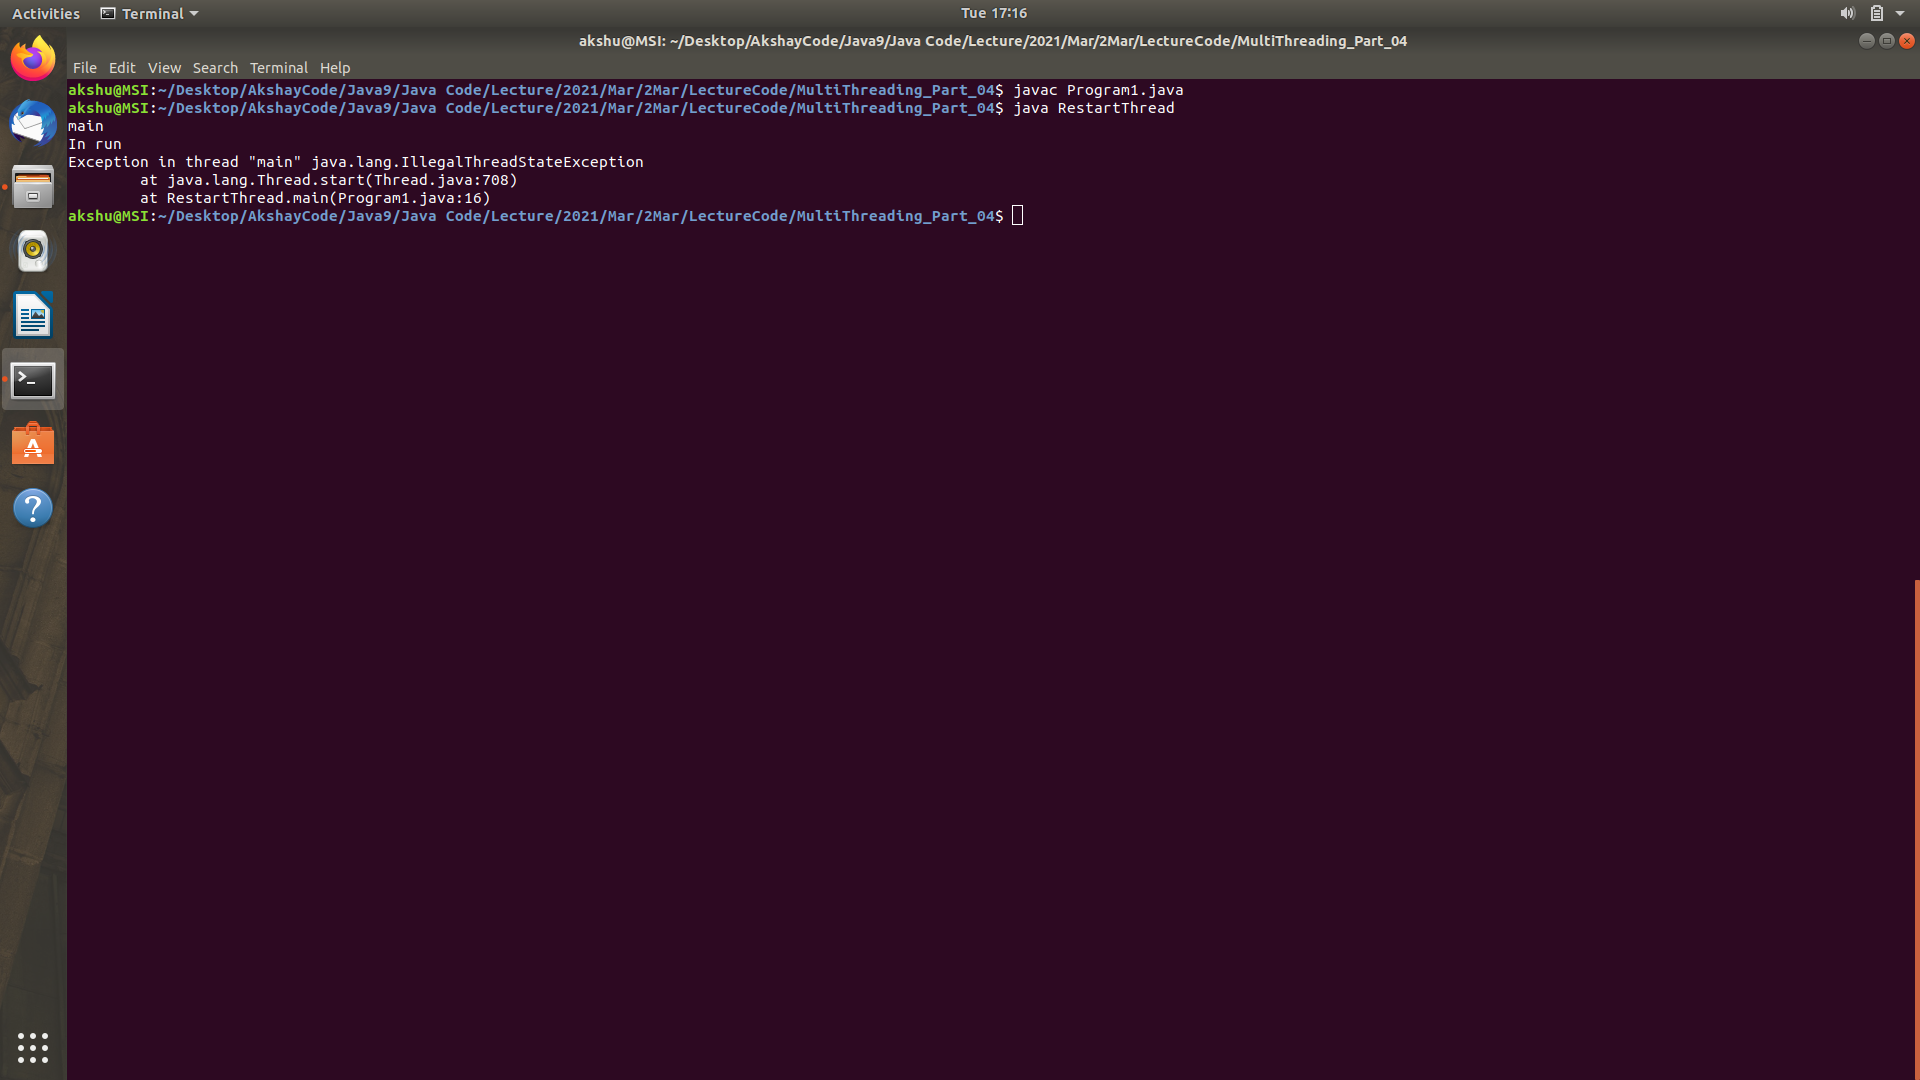 Activities Terminal Tue 17:16
akshu@MSI: ~/Desktop/AkshayCode/Java9/Java Code/Lecture/2021/Mar/2Mar/LectureCode/MultiThreading_Part_04
File Edit View Search Terminal Help
akshu@MSI:~/Desktop/AkshayCode/Java9/Java Code/Lecture/2021/Mar/2Mar/LectureCode/MultiThreading_Part_04$ javac Program1.java
akshu@MSI:~/Desktop/AkshayCode/Java9/Java Code/Lecture/2021/Mar/2Mar/LectureCode/MultiThreading_Part_04$ java RestartThread
main
In run
Exception in thread "main" java.lang.IllegalThreadStateException
        at java.lang.Thread.start(Thread.java:708)
        at RestartThread.main(Program1.java:16)
akshu@MSI:~/Desktop/AkshayCode/Java9/Java Code/Lecture/2021/Mar/2Mar/LectureCode/MultiThreading_Part_04$